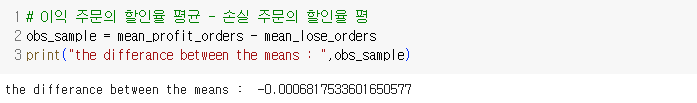 1 # 이익 주문의 할인율 평균 - 손실 주문의 할인율 평
2 obs_sample = mean_profit_orders - mean_lose_orders
3 print("the differance between the means : ",obs_sample)
the differance between the means :  -0.0006817533601650577